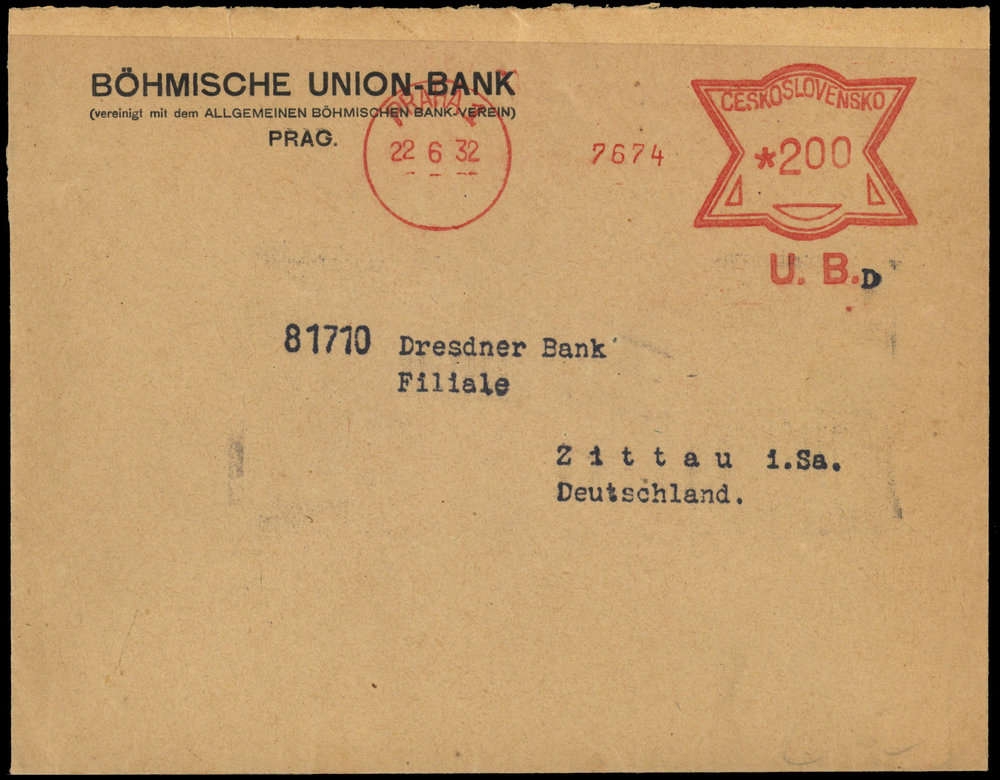 BÖHMISCHE UNION-BANK
(vereinigt mit dem ALLGEMEINEN BÖHMISCHEN BANK-VEREIN)
PRAG.
PRAHA
22 6 32
7674
ČESKOSLOVENSKO
*200
U. B.D
81710 Dresdner Bank
Filiale
Zittau i.Sa.
Deutschland.